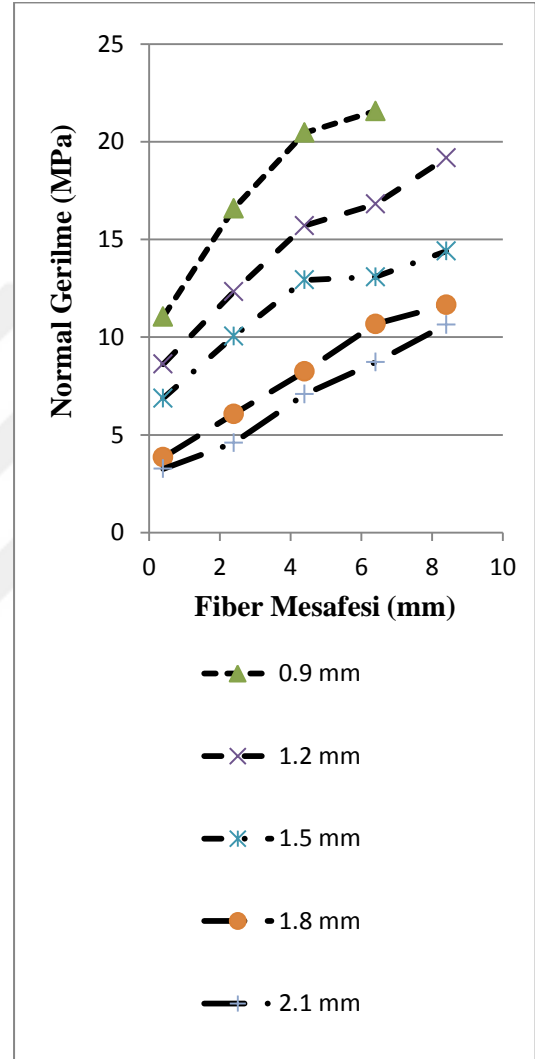 Normal Gerilme (MPa)
25
20
15
10
5
0
0 2 4 6 8 10
Fiber Mesafesi (mm)
0.9 mm
1.2 mm
1.5 mm
1.8 mm
2.1 mm